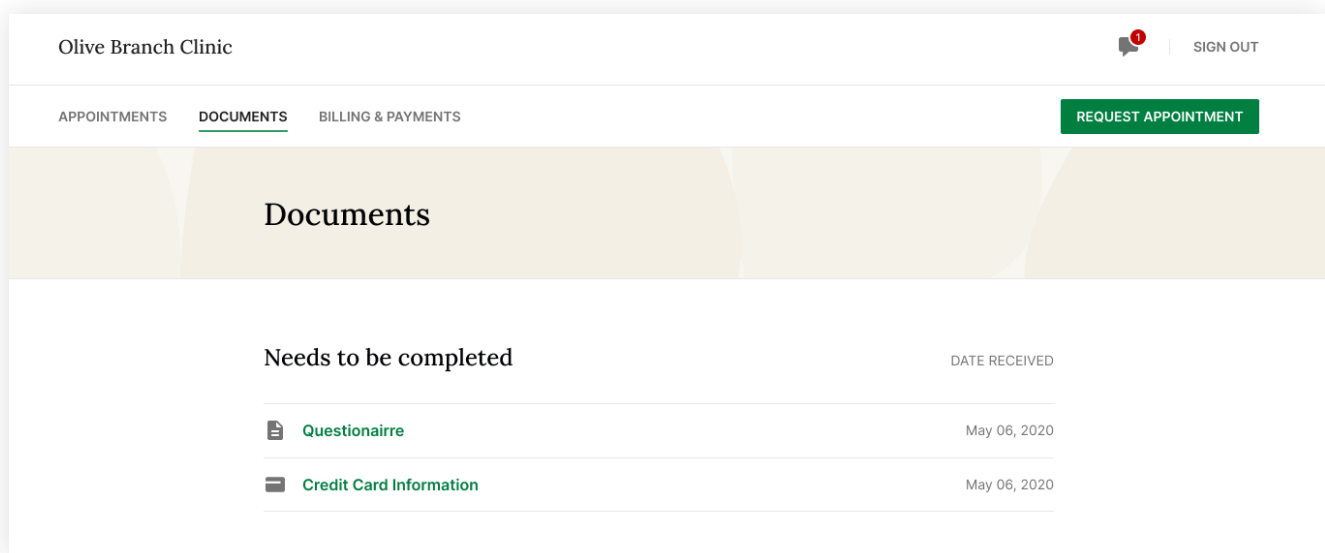 Olive Branch Clinic
1
SIGN OUT
APPOINTMENTS DOCUMENTS BILLING & PAYMENTS REQUEST APPOINTMENT
Documents
Needs to be completed DATE RECEIVED
Questionairre May 06, 2020
Credit Card Information May 06, 2020